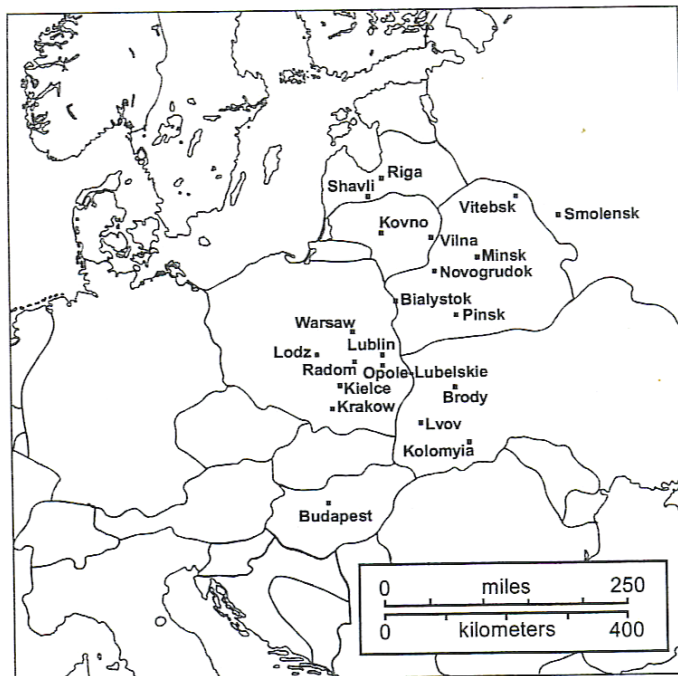 Riga
Shavli
Vitebsk
Smolensk
Kovno
Vilna
Minsk
Novogrudok
Bialystok
Pinsk
Warsaw
Lodz
Lublin
Radom
Opole-Lubelskie
Kielce
Brody
Krakow
Lvov
Kolomyia
Budapest
0 miles 250
0 kilometers 400